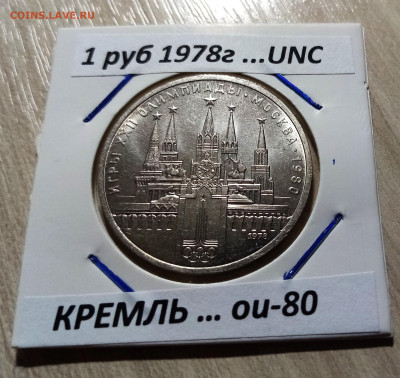 COINS.LAVE.RU
1 руб 1978г ...UNC
ИГРЫ XXII ОЛИМПИАДЫ · МОСКВА · 1980
1978
КРЕМЛЬ ... ои-80